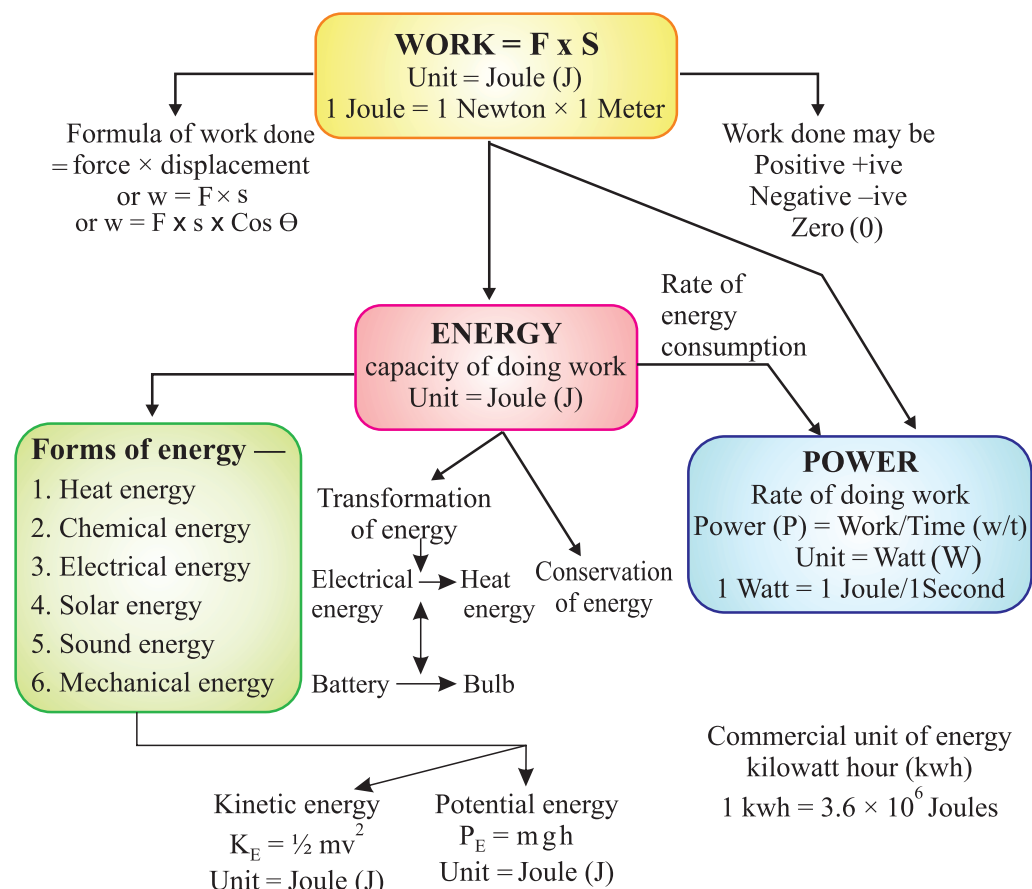 WORK = F x S
Unit = Joule (J)
1 Joule = 1 Newton × 1 Meter
Formula of work done
= force × displacement
or w = F × s
or w = F x s x Cos Θ
Work done may be
Positive +ive
Negative –ive
Zero (0)
Rate of
energy
consumption
ENERGY
capacity of doing work
Unit = Joule (J)
Forms of energy —
1. Heat energy
2. Chemical energy
3. Electrical energy
4. Solar energy
5. Sound energy
6. Mechanical energy
Transformation
of energy
Electrical
energy
Heat
energy
Battery
Bulb
Conservation
of energy
POWER
Rate of doing work
Power (P) = Work/Time (w/t)
Unit = Watt (W)
1 Watt = 1 Joule/1Second
Kinetic energy
K_E = ½ mv²
Unit = Joule (J)
Potential energy
P_E = m g h
Unit = Joule (J)
Commercial unit of energy
kilowatt hour (kwh)
1 kwh = 3.6 × 10⁶ Joules